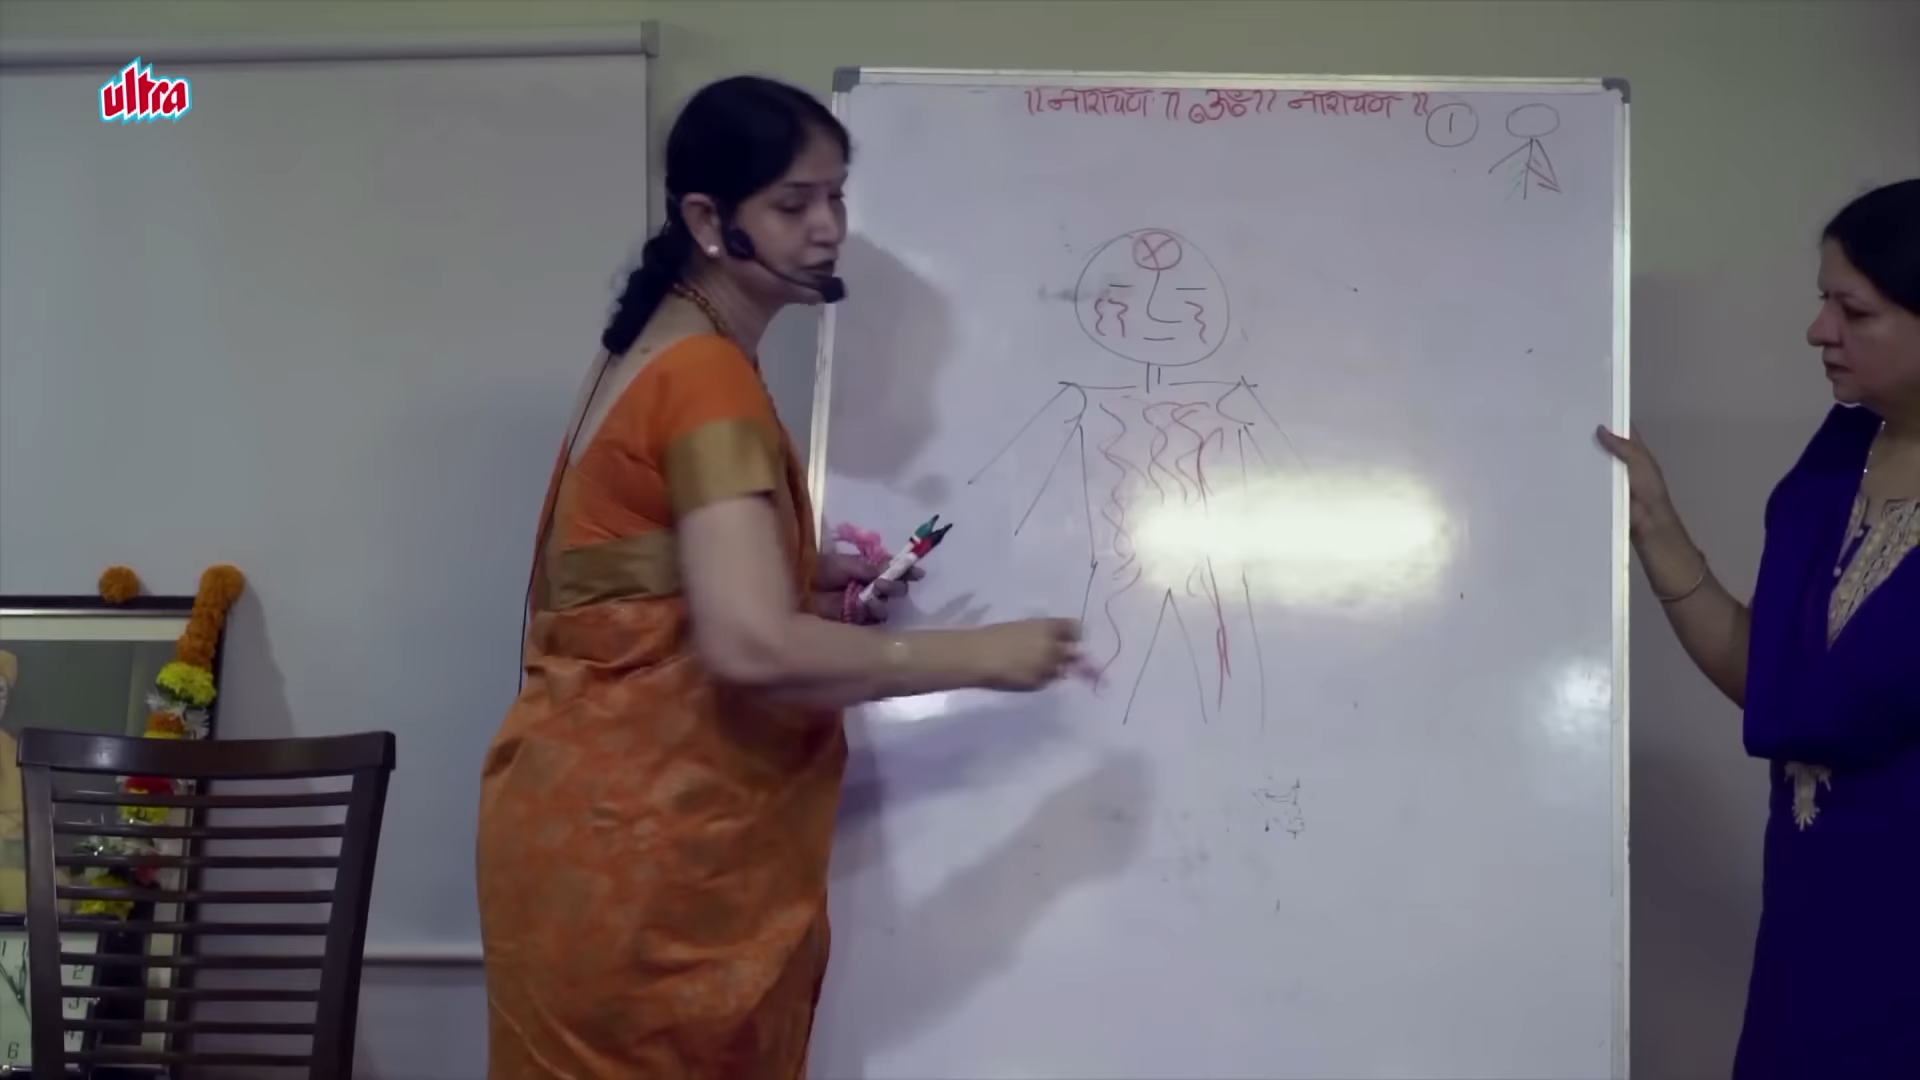 ultra
॥ नारायण ॥ ॐ ॥ नारायण ॥
1